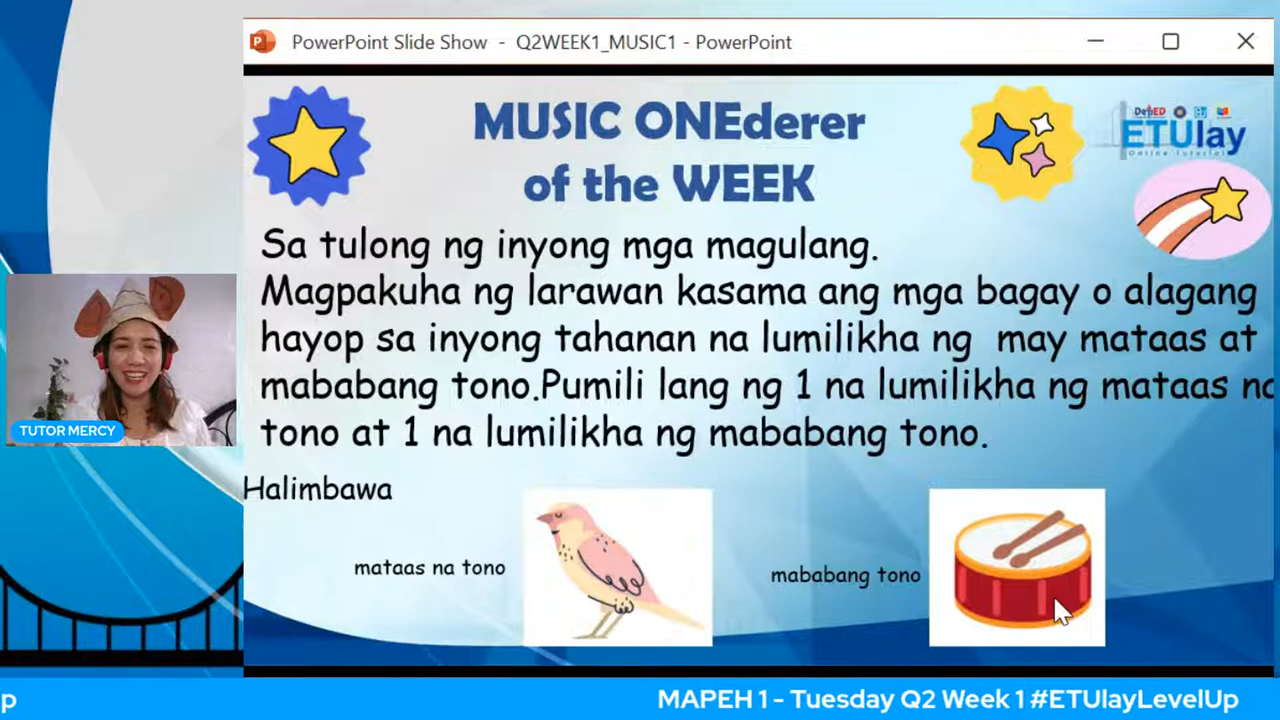 PowerPoint Slide Show - Q2WEEK1_MUSIC1 - PowerPoint
MUSIC ONEderer
of the WEEK
DepED
ETUlay
Online Tutorial
Sa tulong ng inyong mga magulang.
Magpakuha ng larawan kasama ang mga bagay o alagang
hayop sa inyong tahanan na lumilikha ng may mataas at
mababang tono.Pumili lang ng 1 na lumilikha ng mataas na
tono at 1 na lumilikha ng mababang tono.
Halimbawa
mataas na tono
mababang tono
TUTOR MERCY
p
MAPEH 1 - Tuesday Q2 Week 1 #ETUlayLevelUp